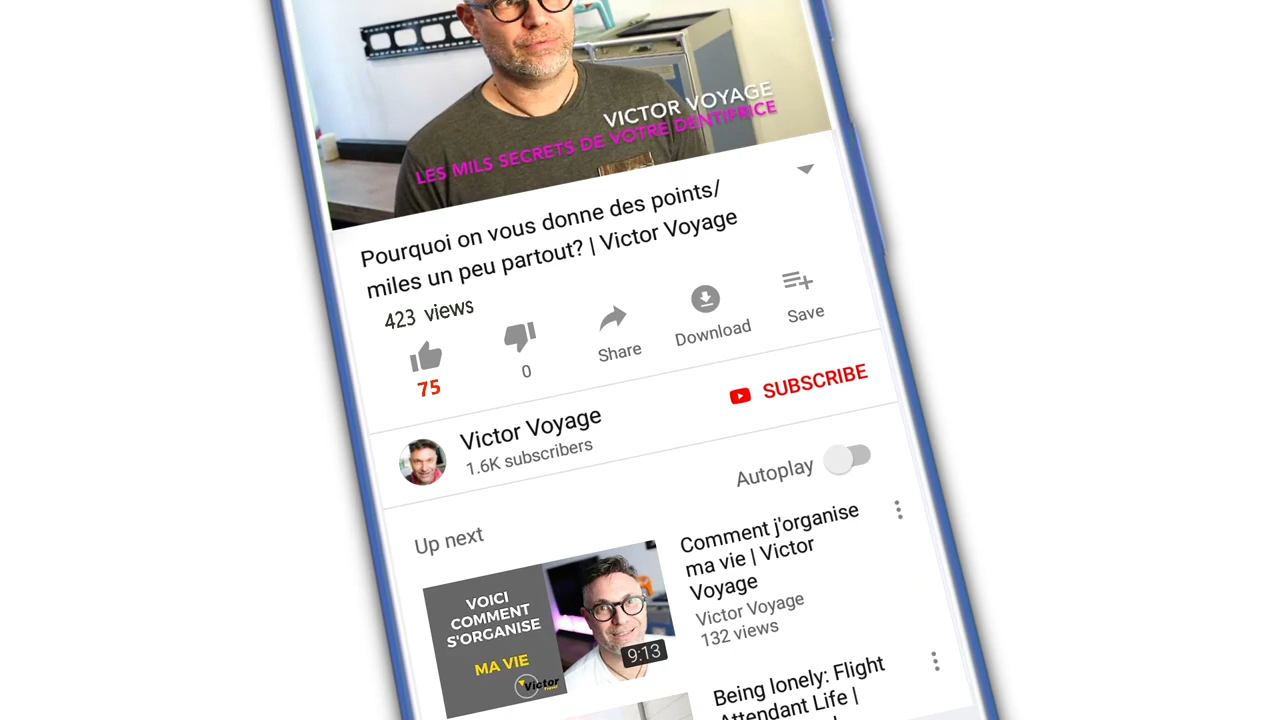 VICTOR VOYAGE
LES MILS SECRETS DE VOTRE DENTIFRICE
Pourquoi on vous donne des points/
miles un peu partout? | Victor Voyage
423 views
75
0
Share
Download
Save
Victor Voyage
1.6K subscribers
SUBSCRIBE
Autoplay
Up next
VOICI
COMMENT
S'ORGANISE
MA VIE
Victor
9:13
Comment j'organise
ma vie | Victor
Voyage
Victor Voyage
132 views
Being lonely: Flight
Attendant Life |